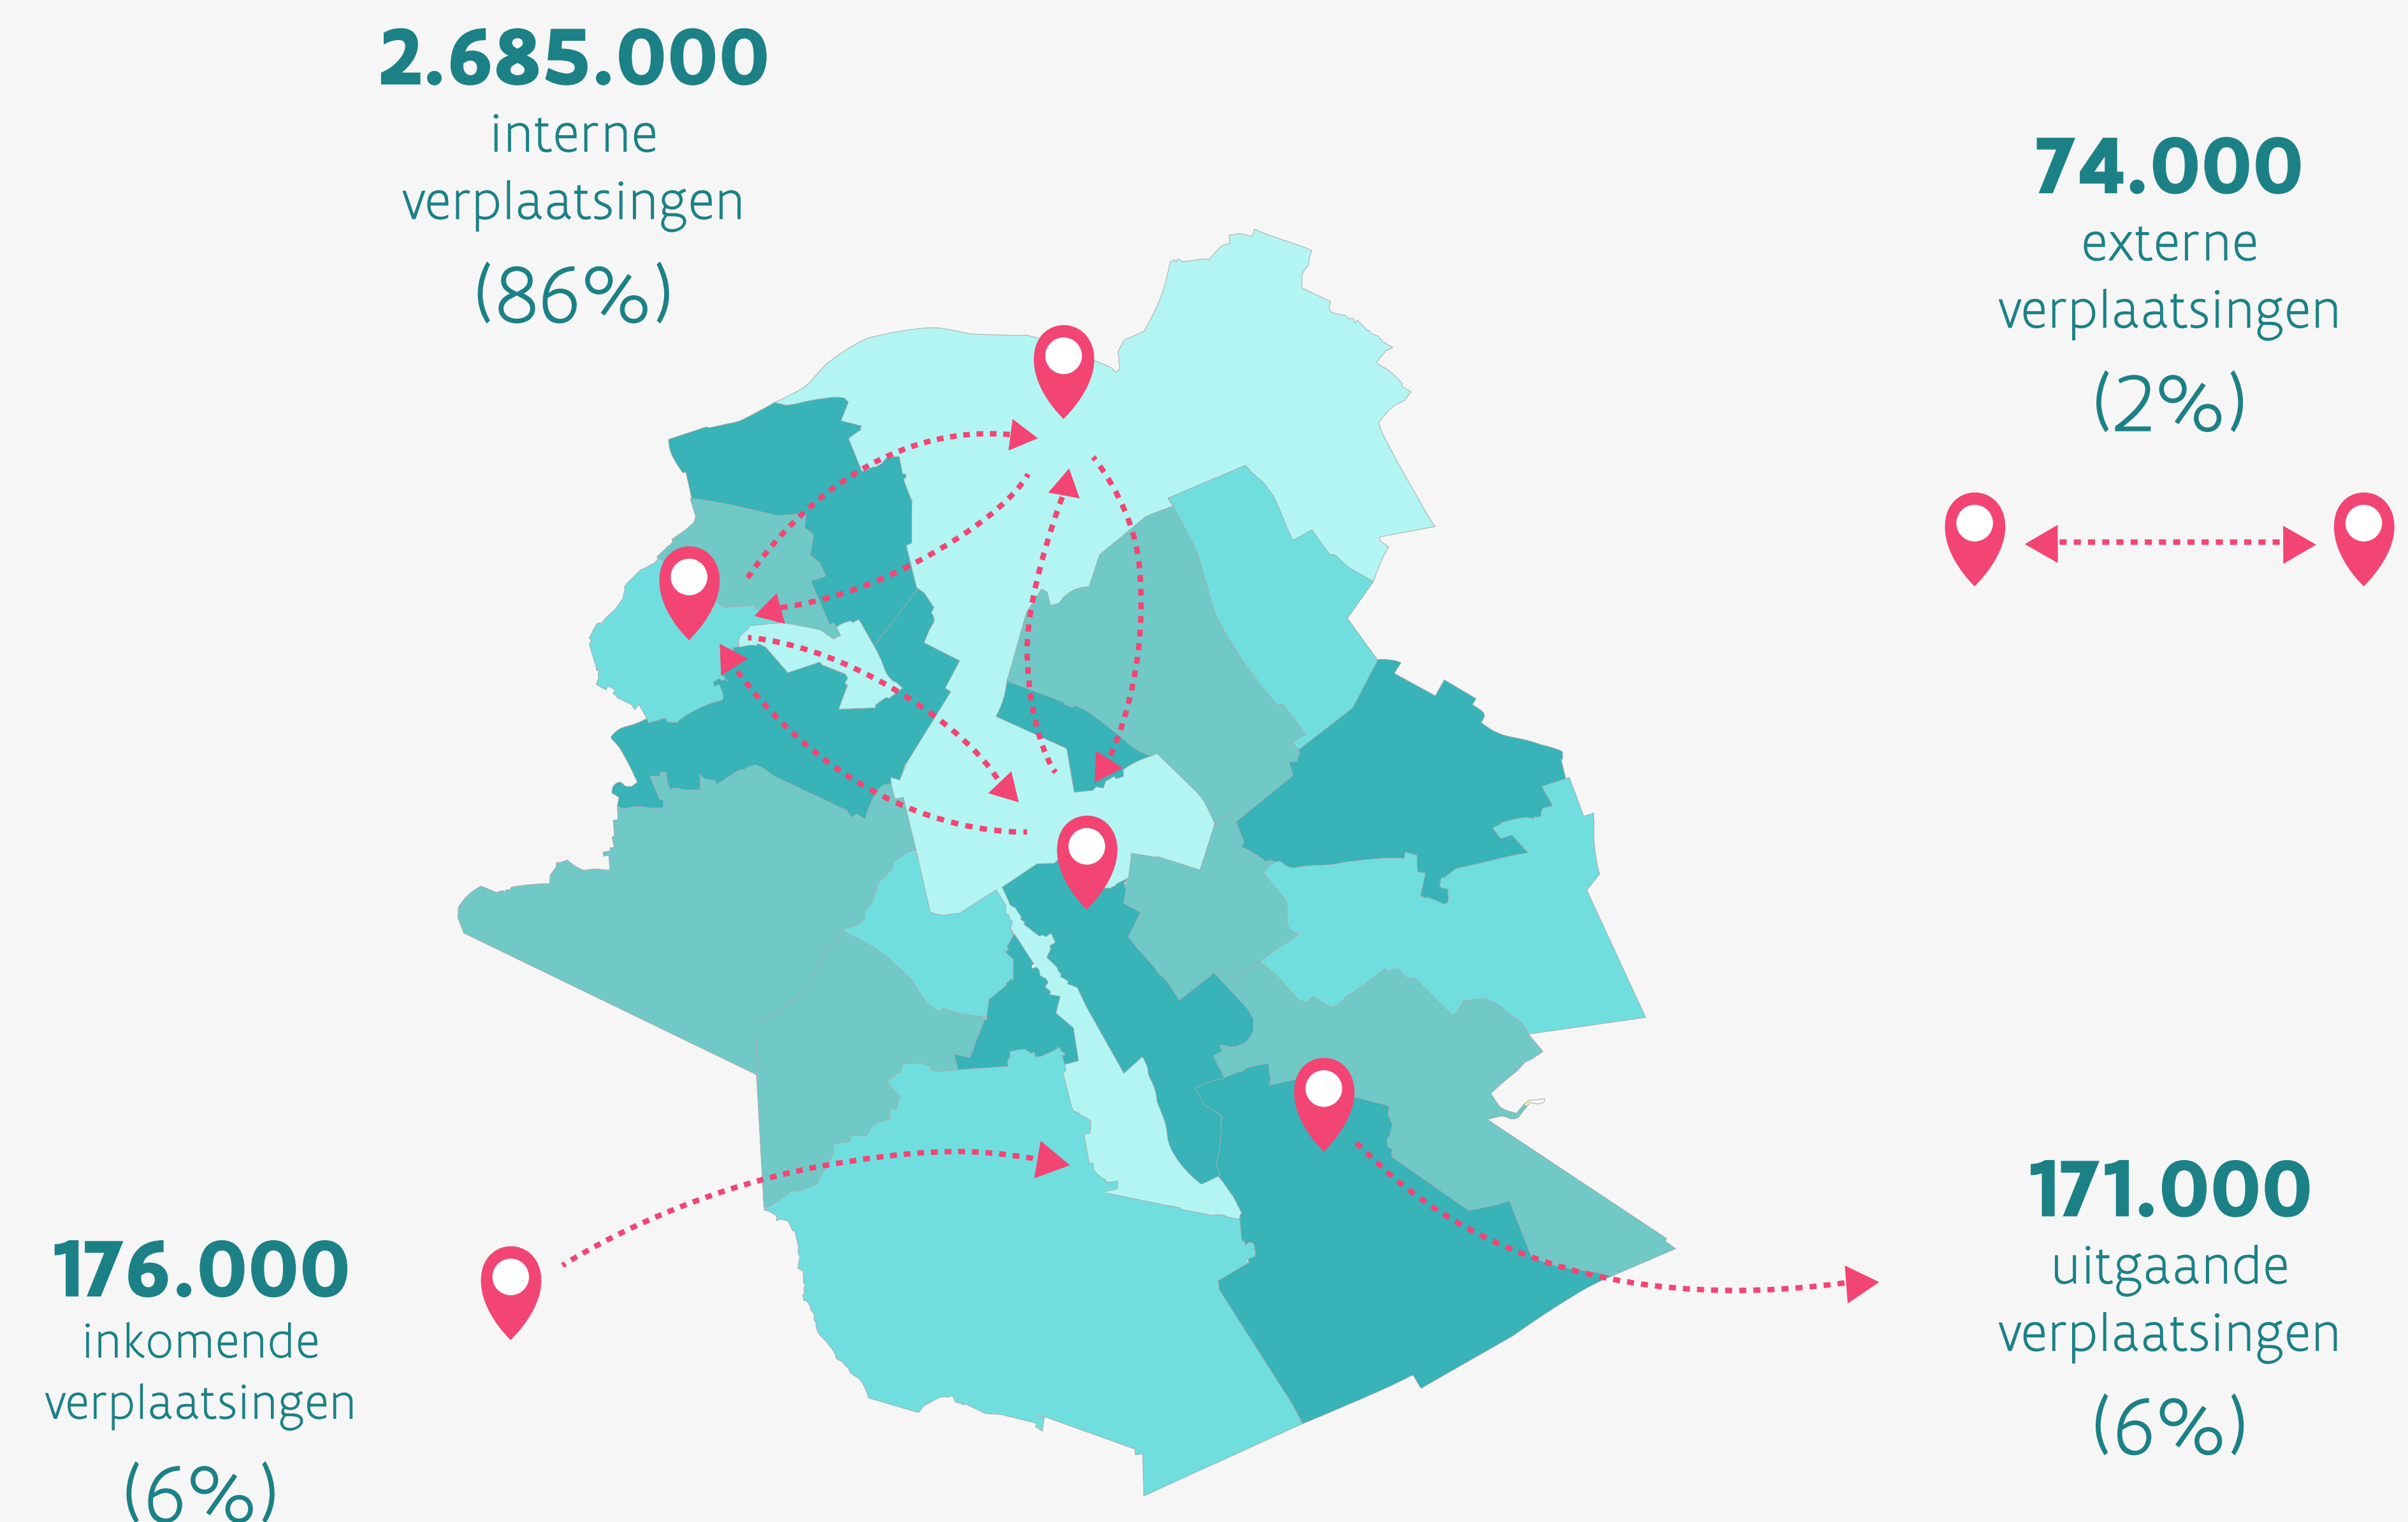 2.685.000
interne
verplaatsingen
(86%)
74.000
externe
verplaatsingen
(2%)
176.000
inkomende
verplaatsingen
(6%)
171.000
uitgaande
verplaatsingen
(6%)